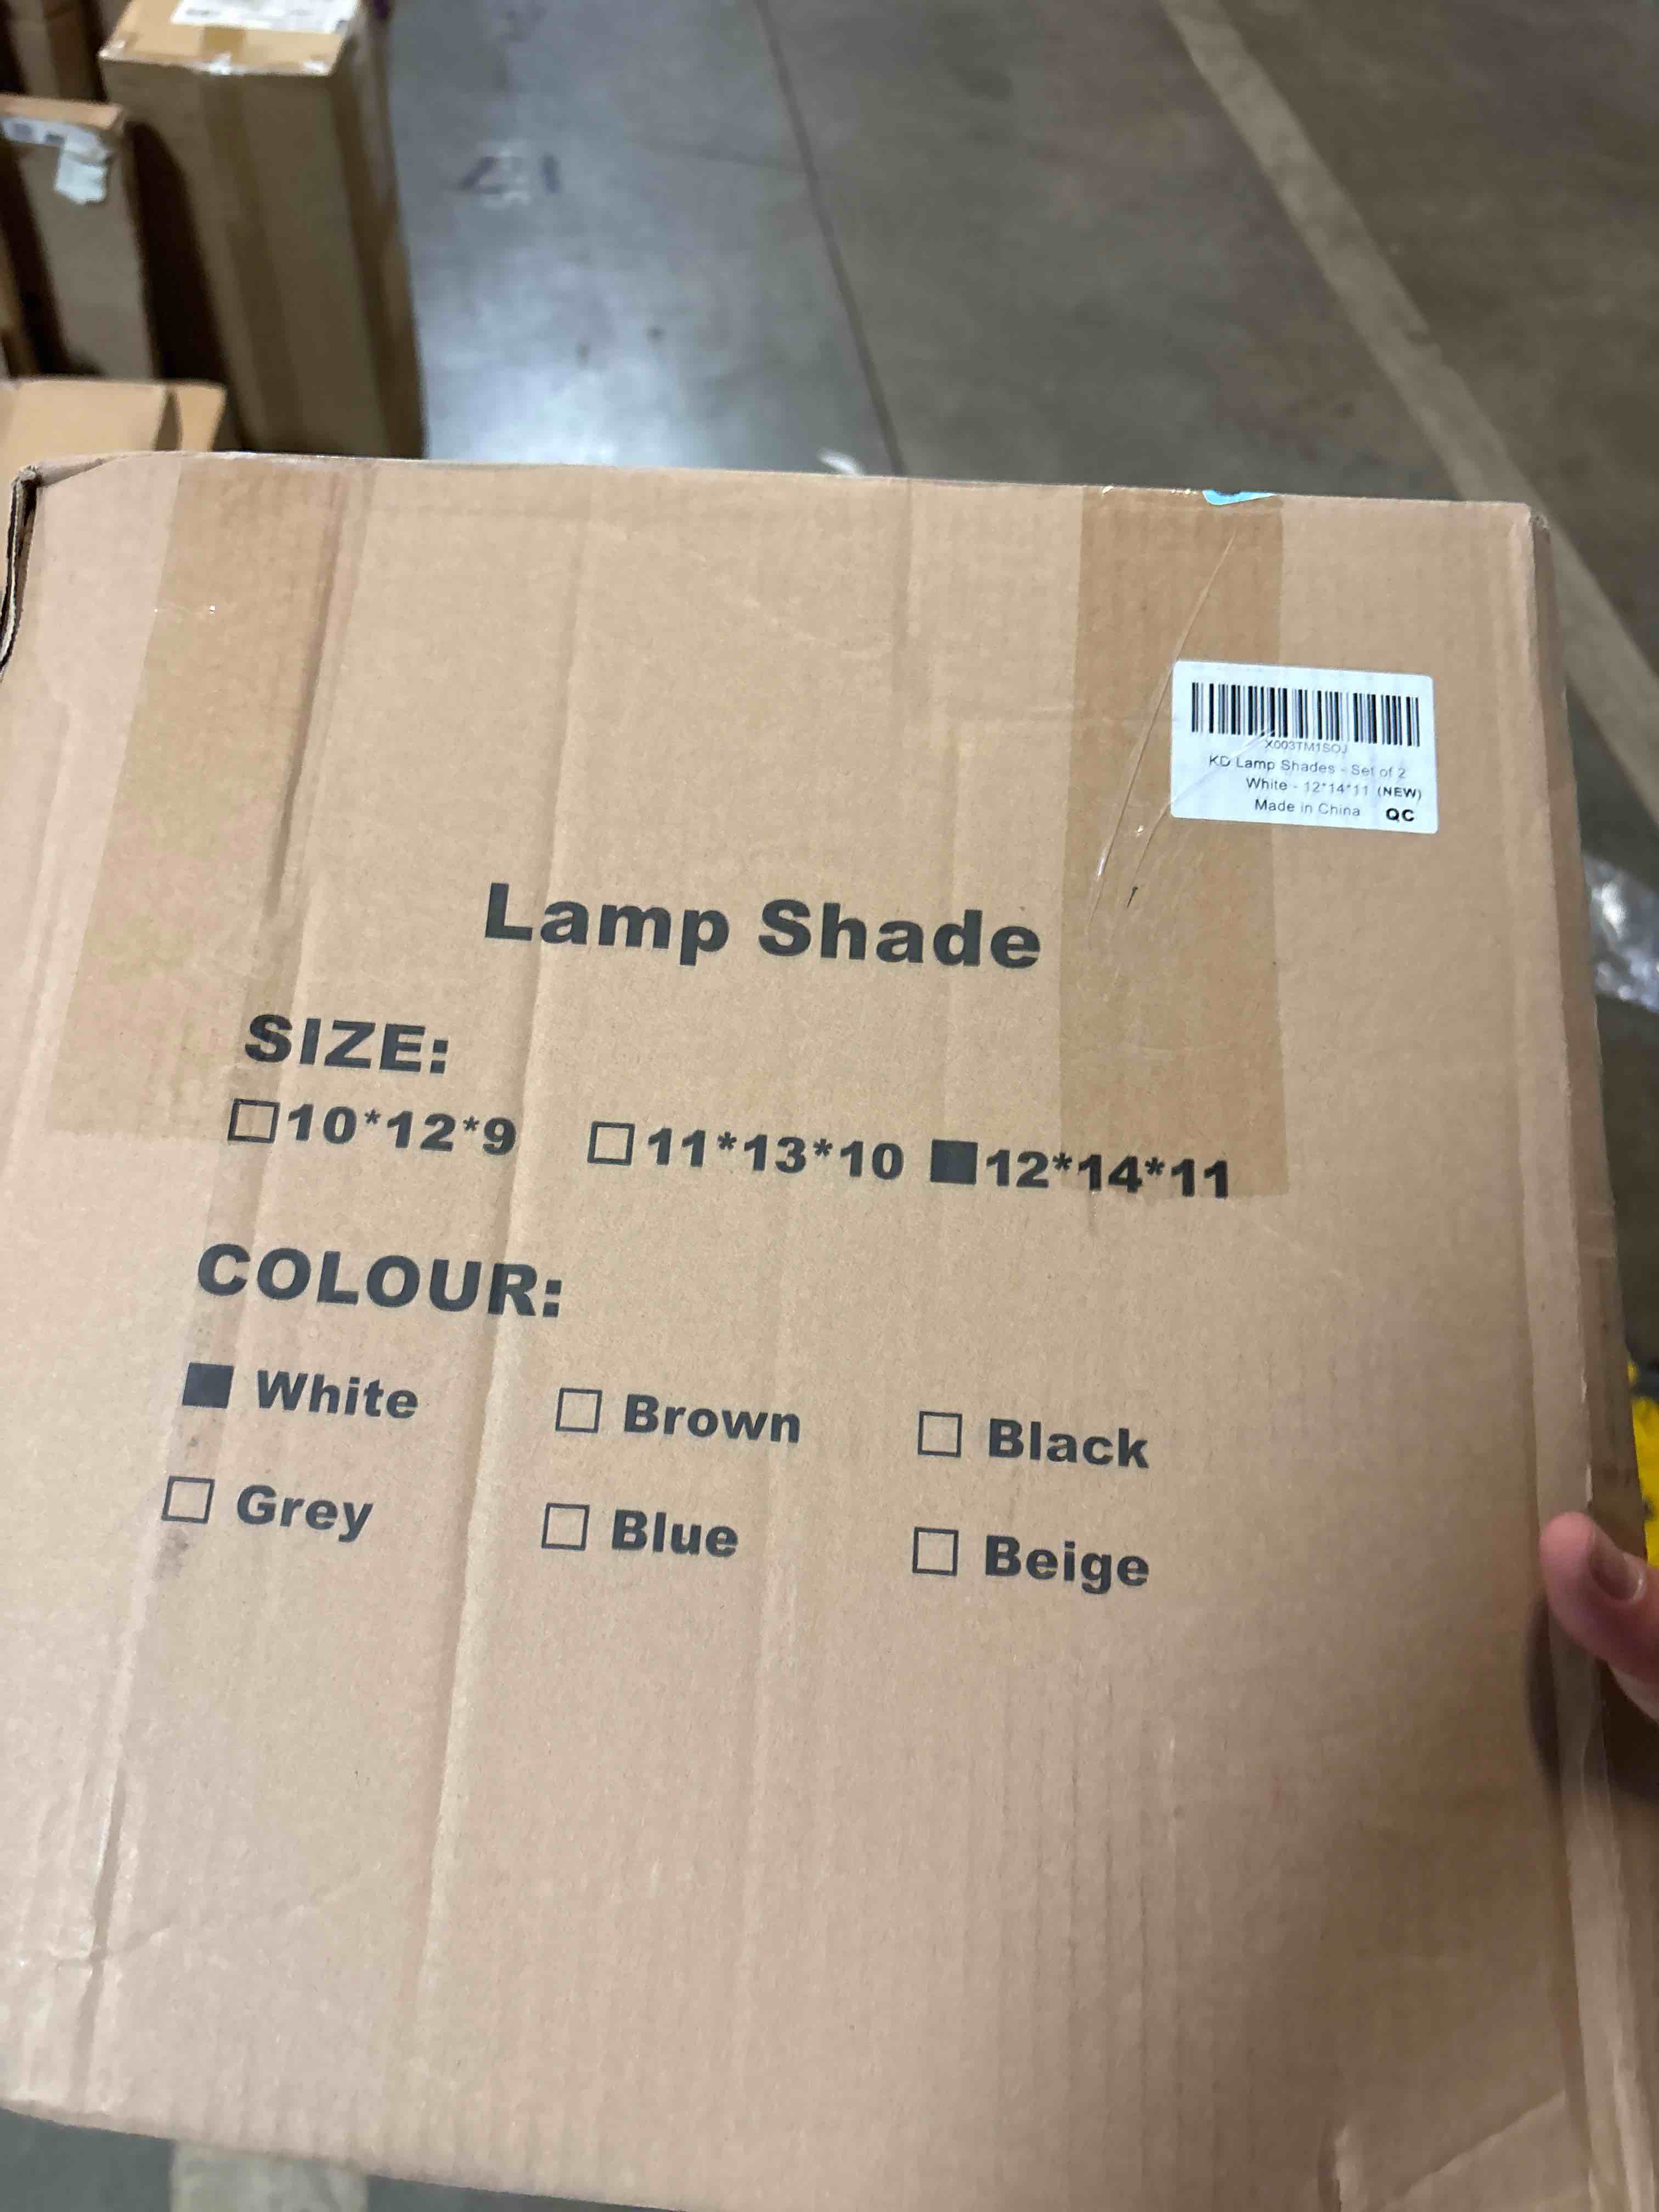 X003TM1SOJ
KD Lamp Shades - Set of 2
White - 12*14*11 (NEW)
Made in China QC
Lamp Shade
SIZE:
□10*12*9 □11*13*10 ■12*14*11
COLOUR:
■ White □ Brown □ Black
□ Grey □ Blue □ Beige